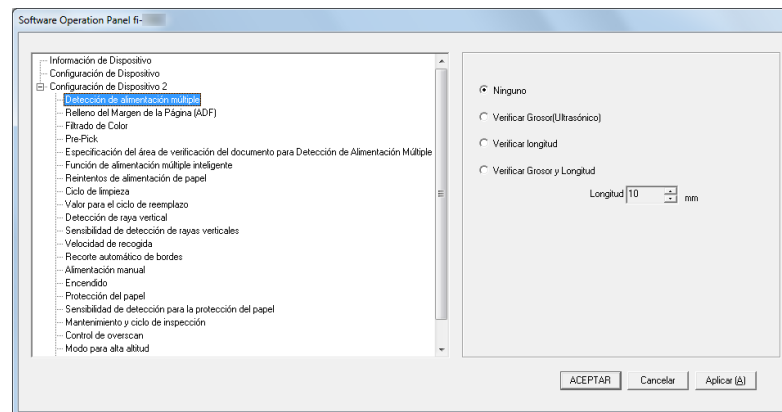 Software Operation Panel fi-
Información de Dispositivo
Configuración de Dispositivo
Configuración de Dispositivo 2
Detección de alimentación múltiple
Relleno del Margen de la Página (ADF)
Filtrado de Color
Pre-Pick
Especificación del área de verificación del documento para Detección de Alimentación Múltiple
Función de alimentación múltiple inteligente
Reintentos de alimentación de papel
Ciclo de limpieza
Valor para el ciclo de reemplazo
Detección de raya vertical
Sensibilidad de detección de rayas verticales
Velocidad de recogida
Recorte automático de bordes
Alimentación manual
Encendido
Protección del papel
Sensibilidad de detección para la protección del papel
Mantenimiento y ciclo de inspección
Control de overscan
Modo para alta altitud
Ninguno
Verificar Grosor(Ultrasónico)
Verificar longitud
Verificar Grosor y Longitud
Longitud 10 mm
ACEPTAR Cancelar Aplicar (A)